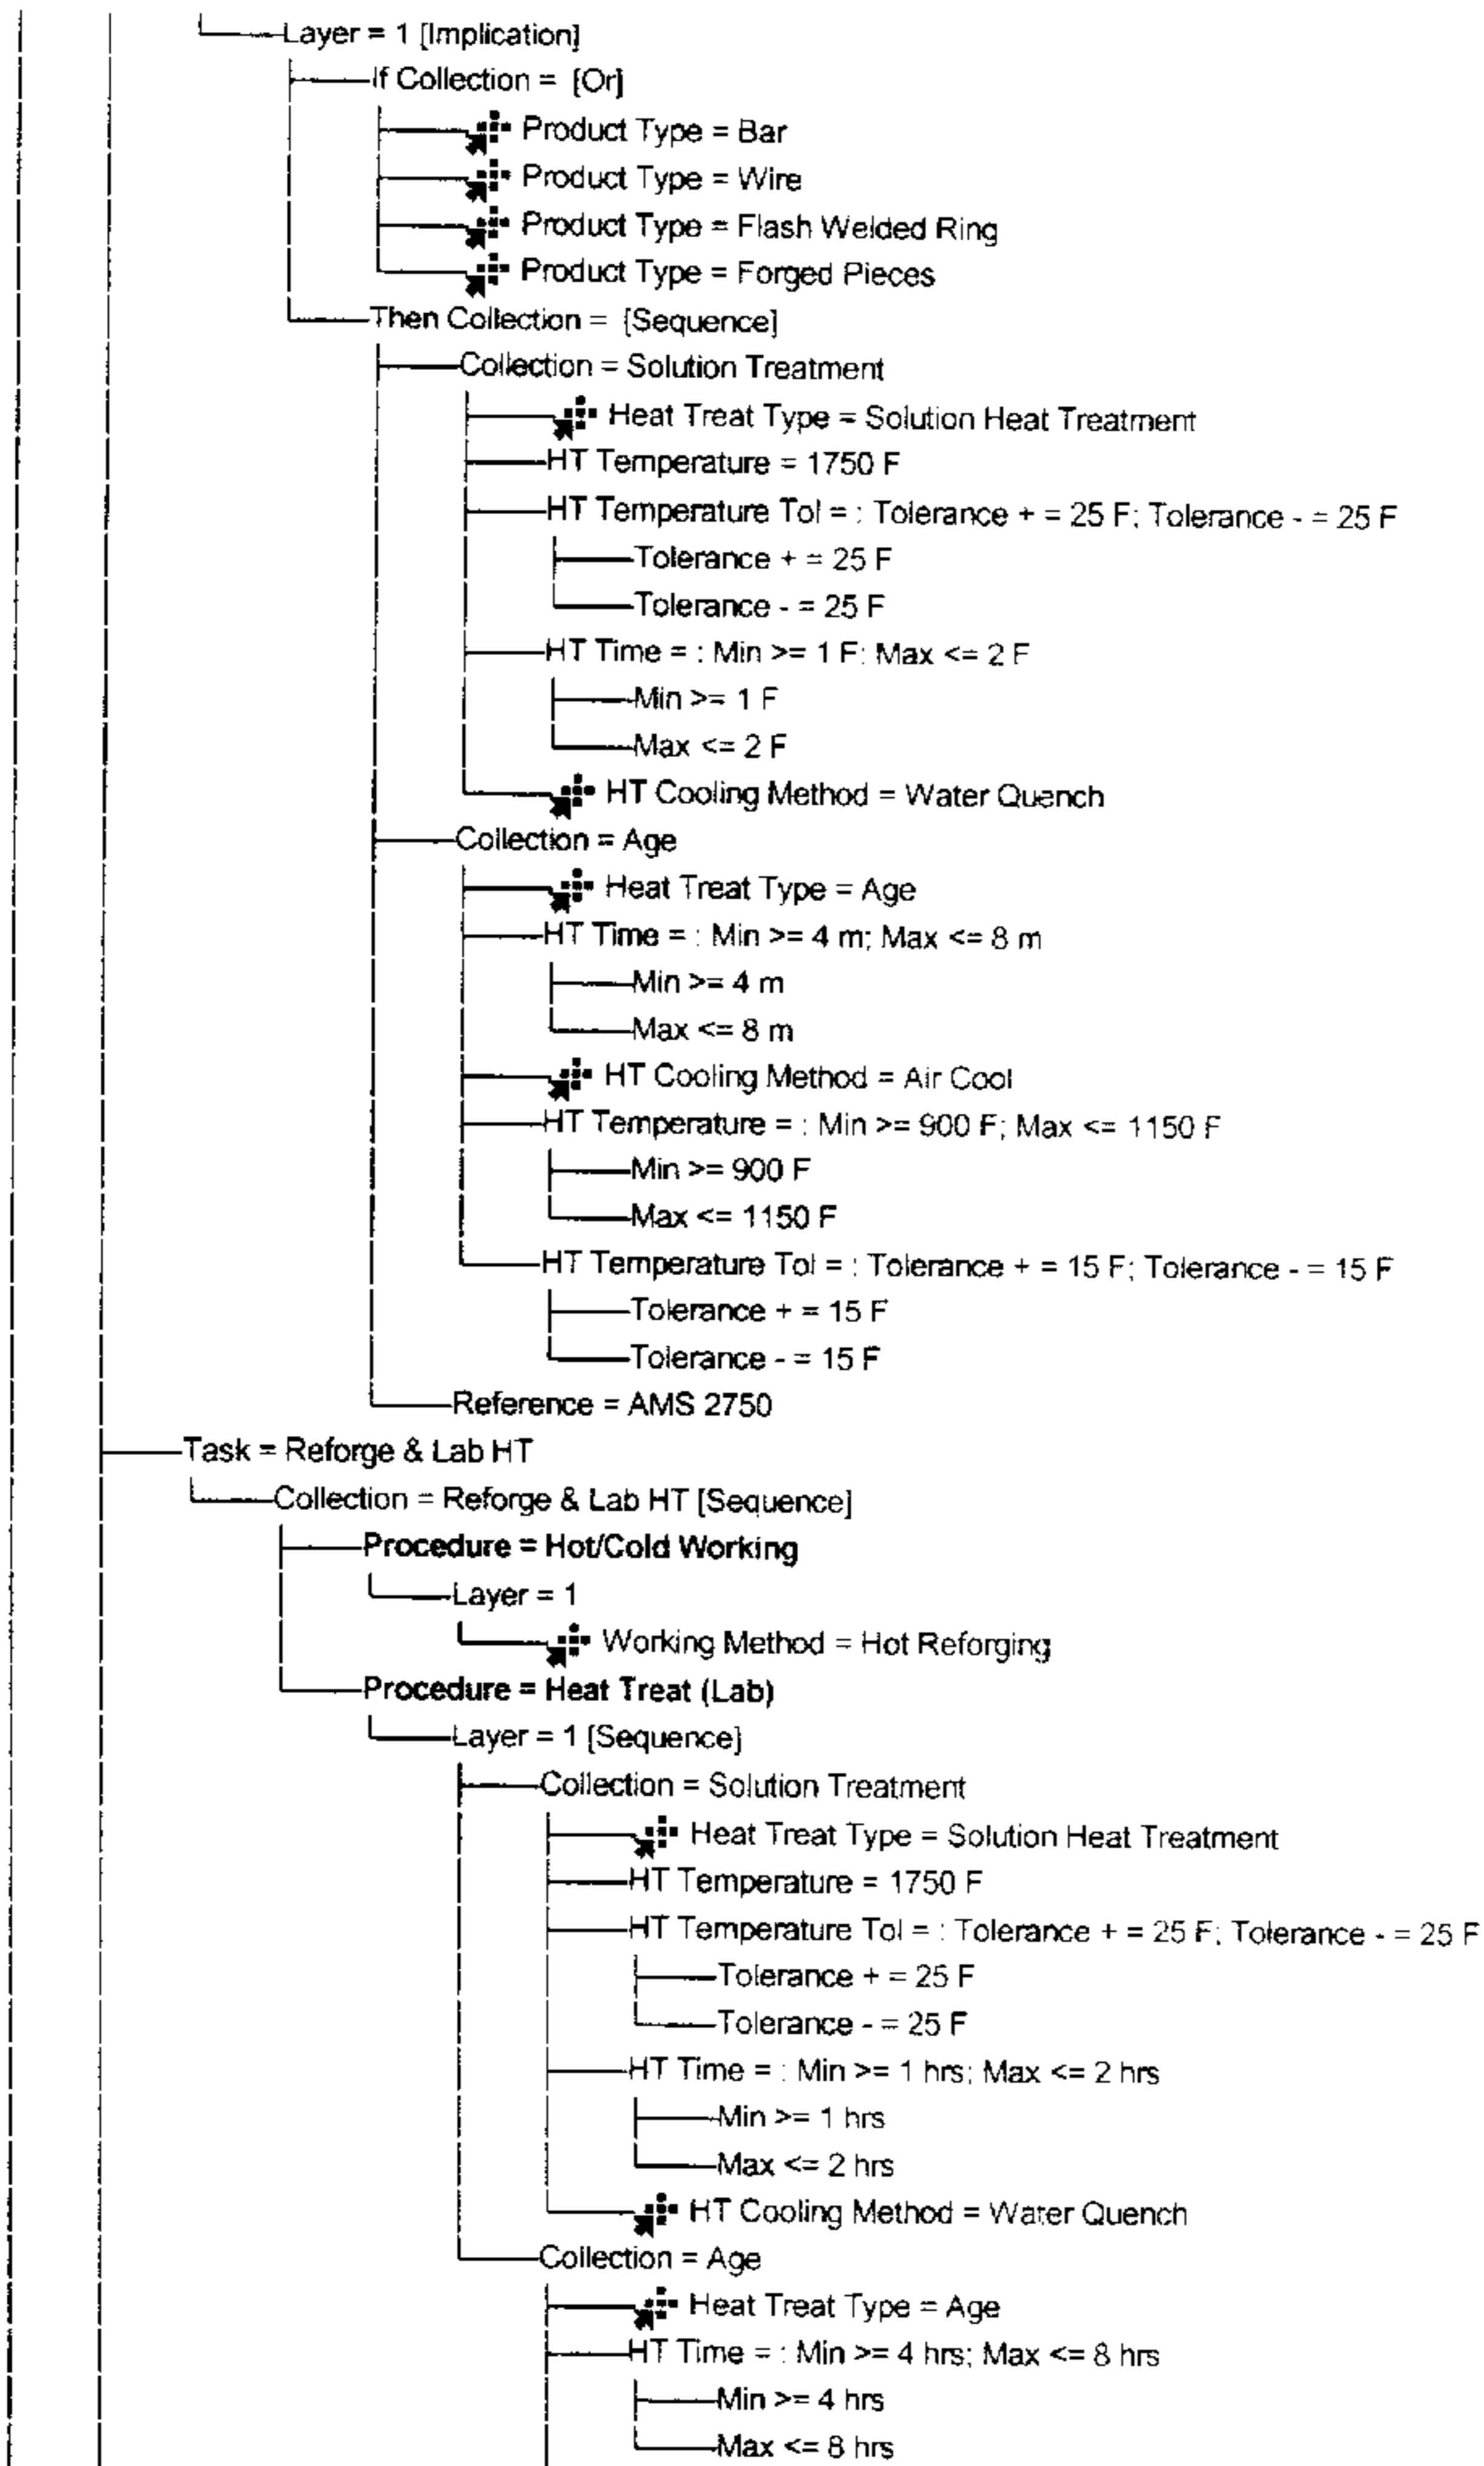 Layer = 1 [Implication]
If Collection = [Or]
Product Type = Bar
Product Type = Wire
Product Type = Flash Welded Ring
Product Type = Forged Pieces
Then Collection = [Sequence]
Collection = Solution Treatment
Heat Treat Type = Solution Heat Treatment
HT Temperature = 1750 F
HT Temperature Tol = : Tolerance + = 25 F; Tolerance - = 25 F
Tolerance + = 25 F
Tolerance - = 25 F
HT Time = : Min >= 1 F; Max <= 2 F
Min >= 1 F
Max <= 2 F
HT Cooling Method = Water Quench
Collection = Age
Heat Treat Type = Age
HT Time = : Min >= 4 m; Max <= 8 m
Min >= 4 m
Max <= 8 m
HT Cooling Method = Air Cool
HT Temperature = : Min >= 900 F; Max <= 1150 F
Min >= 900 F
Max <= 1150 F
HT Temperature Tol = : Tolerance + = 15 F; Tolerance - = 15 F
Tolerance + = 15 F
Tolerance - = 15 F
Reference = AMS 2750
Task = Reforge & Lab HT
Collection = Reforge & Lab HT [Sequence]
Procedure = Hot/Cold Working
Layer = 1
Working Method = Hot Reforging
Procedure = Heat Treat (Lab)
Layer = 1 [Sequence]
Collection = Solution Treatment
Heat Treat Type = Solution Heat Treatment
HT Temperature = 1750 F
HT Temperature Tol = : Tolerance + = 25 F; Tolerance - = 25 F
Tolerance + = 25 F
Tolerance - = 25 F
HT Time = : Min >= 1 hrs; Max <= 2 hrs
Min >= 1 hrs
Max <= 2 hrs
HT Cooling Method = Water Quench
Collection = Age
Heat Treat Type = Age
HT Time = : Min >= 4 hrs; Max <= 8 hrs
Min >= 4 hrs
Max <= 8 hrs